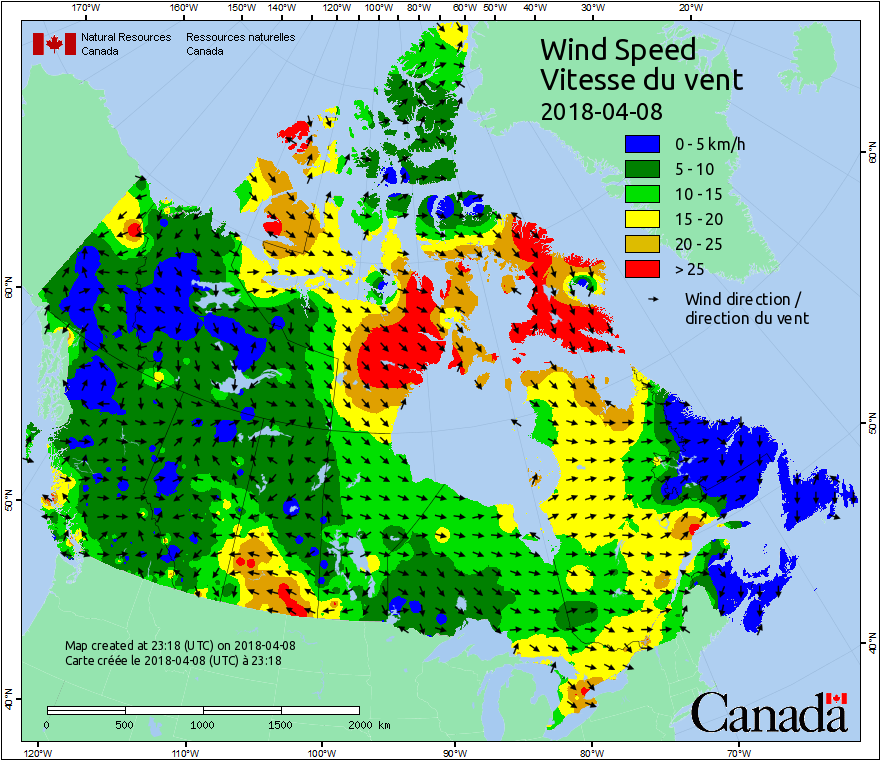 170°W 160°W 150°W 140°W 130°W 120°W 110°W 100°W 90°W 80°W 70°W 60°W 50°W 40°W 30°W 20°W
Natural Resources Ressources naturelles
Canada Canada
Wind Speed
Vitesse du vent
2018-04-08
0 - 5 km/h
5 - 10
10 - 15
15 - 20
20 - 25
> 25
Wind direction /
direction du vent
60°N
60°N
50°N
50°N
40°N
40°N
Map created at 23:18 (UTC) on 2018-04-08
Carte créée le 2018-04-08 (UTC) à 23:18
0 500 1000 1500 2000 km
Canada
120°W 110°W 100°W 90°W 80°W 70°W